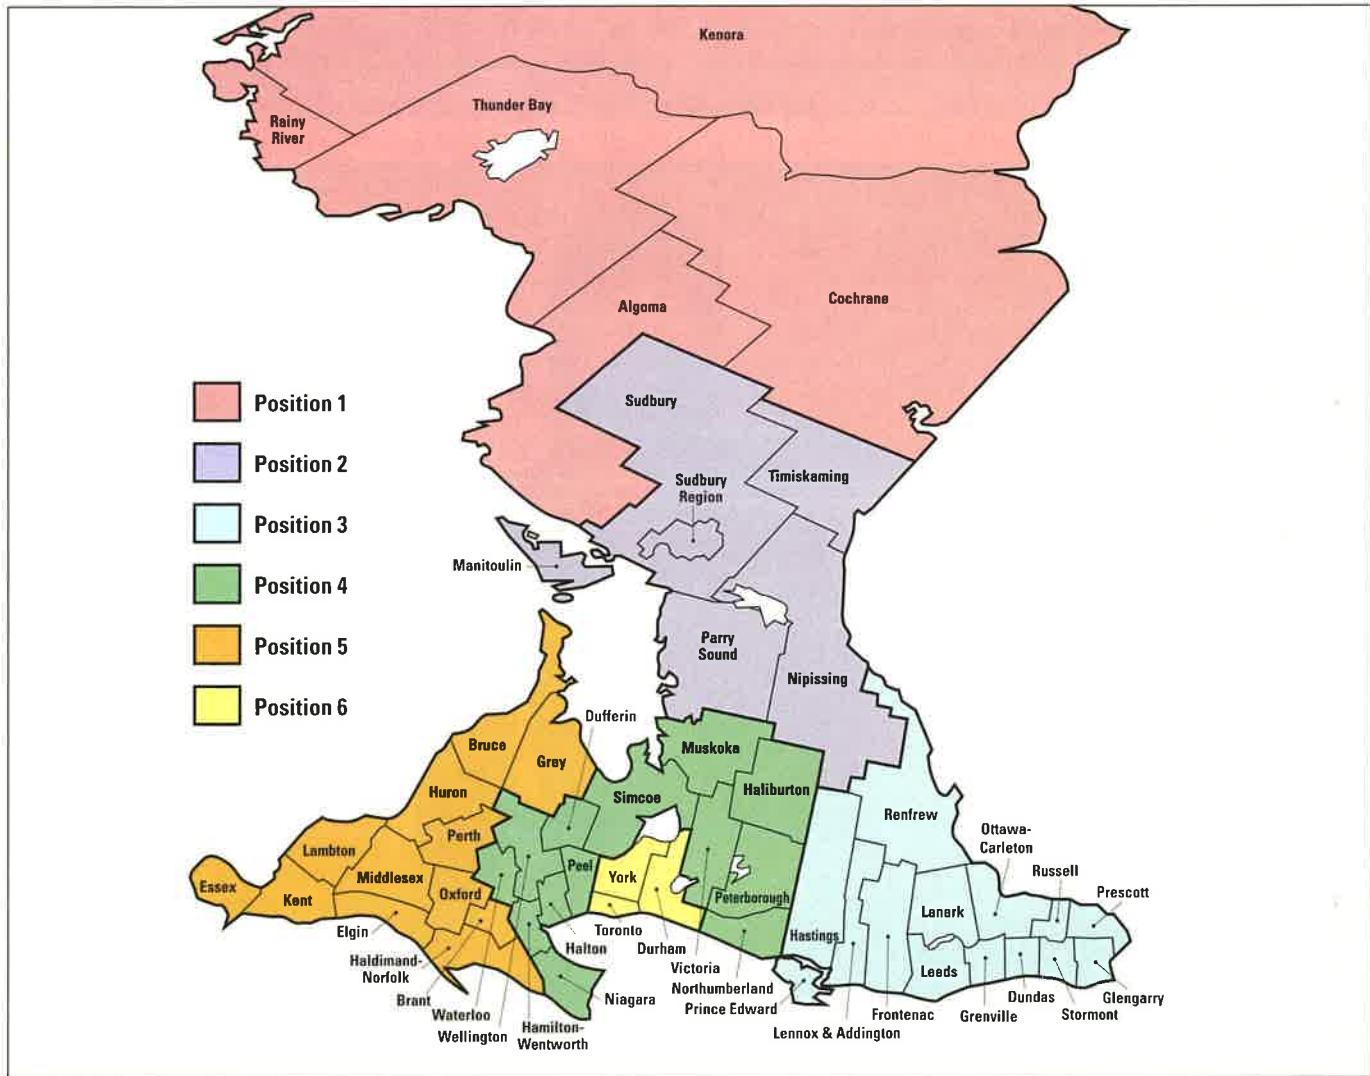 Kenora
Thunder Bay
Rainy
River
Algoma
Cochrane
Position 1
Position 2
Position 3
Position 4
Position 5
Position 6
Sudbury
Sudbury
Region
Timiskaming
Manitoulin
Parry
Sound
Nipissing
Dufferin
Bruce
Grey
Muskoka
Huron
Simcoe
Haliburton
Renfrew
Perth
Ottawa-
Carleton
Lambton
Middlesex
Peel
York
Russell
Essex
Kent
Oxford
Peterborough
Prescott
Lanark
Elgin
Toronto
Hastings
Halton
Durham
Haldimand-
Norfolk
Victoria
Leeds
Brant
Niagara
Northumberland
Prince Edward
Dundas
Glengarry
Waterloo
Frontenac
Grenville
Stormont
Wellington
Hamilton-
Wentworth
Lennox & Addington